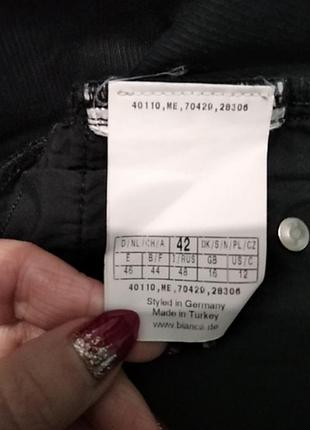 40110,ME,70429,28306
D/NL/CH/A 42 DK/S/N/PL/CZ
E B/F I/RUS GB US/C
46 44 48 16 12
40110,ME,70429,28306
Styled in Germany
Made in Turkey
www.bianca.de